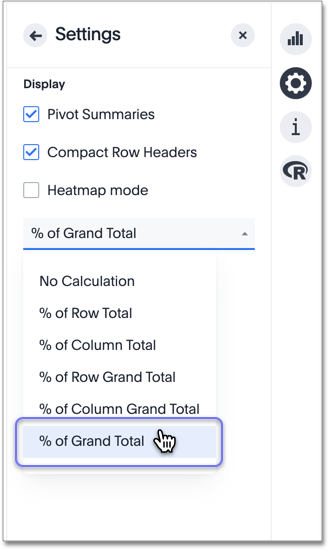 Settings
Display
Pivot Summaries
Compact Row Headers
Heatmap mode
% of Grand Total
No Calculation
% of Row Total
% of Column Total
% of Row Grand Total
% of Column Grand Total
% of Grand Total
i
R